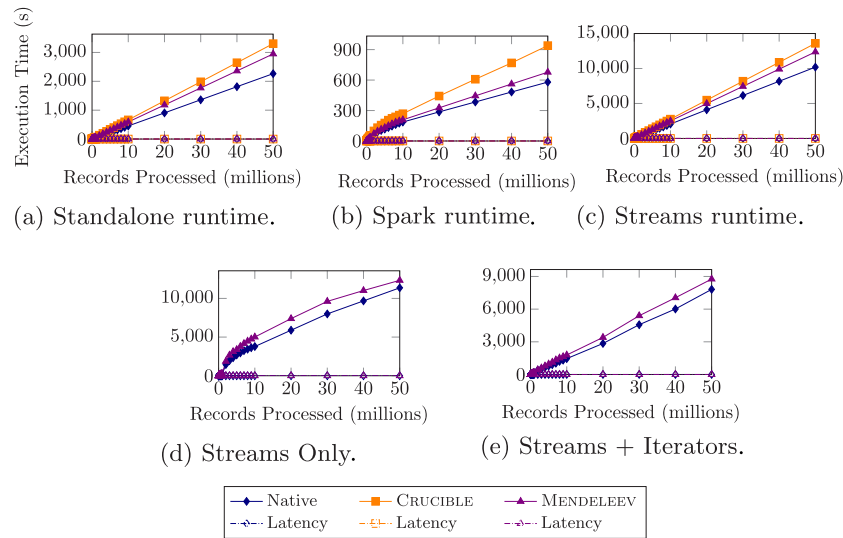 Execution Time (s)
3,000
2,000
1,000
0
0 10 20 30 40 50
Records Processed (millions)
(a) Standalone runtime.
900
600
300
0
0 10 20 30 40 50
Records Processed (millions)
(b) Spark runtime.
15,000
10,000
5,000
0
0 10 20 30 40 50
Records Processed (millions)
(c) Streams runtime.
10,000
5,000
0
0 10 20 30 40 50
Records Processed (millions)
(d) Streams Only.
9,000
6,000
3,000
0
0 10 20 30 40 50
Records Processed (millions)
(e) Streams + Iterators.
Native CRUCIBLE MENDELEEV
Latency Latency Latency